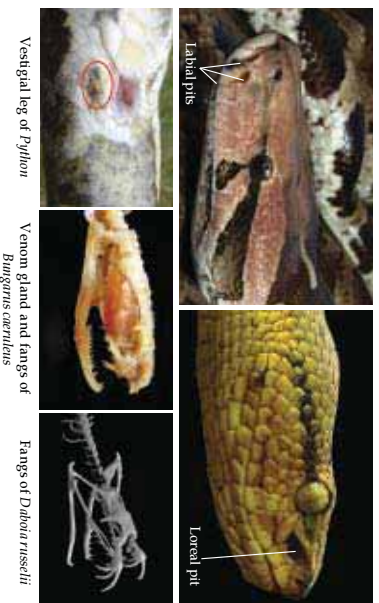 Labial pits
Loreal pit
Vestigial leg of Python
Venom gland and fangs of
Bungarus caeruleus
Fangs of Daboia russelii